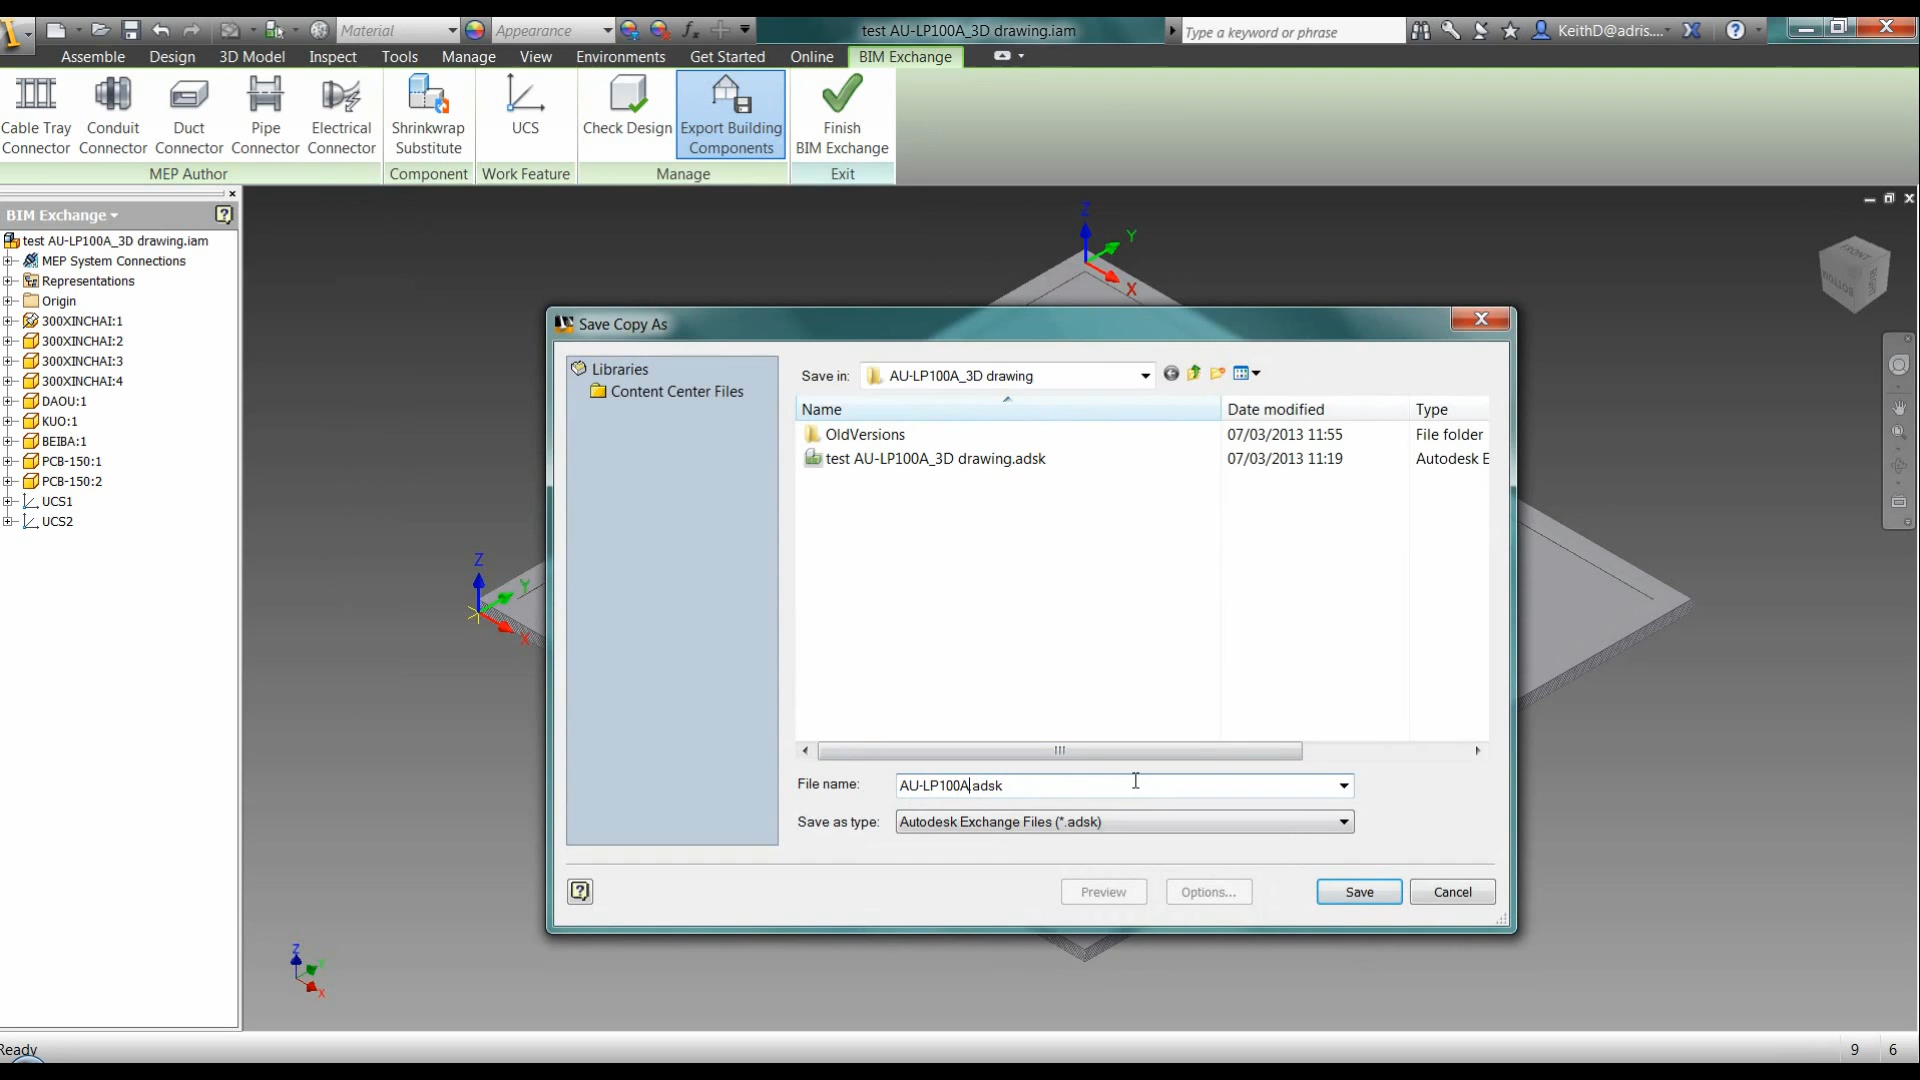 Material
Appearance
test AU-LP100A_3D drawing.iam
Type a keyword or phrase
KeithD@adris....
Assemble Design 3D Model Inspect Tools Manage View Environments Get Started Online BIM Exchange
Cable Tray Connector
Conduit Connector
Duct Connector
Pipe Connector
Electrical Connector
Shrinkwrap Substitute
UCS
Check Design
Export Building Components
Finish BIM Exchange
MEP Author
Component
Work Feature
Manage
Exit
BIM Exchange
test AU-LP100A_3D drawing.iam
MEP System Connections
Representations
Origin
300XINCHAI:1
300XINCHAI:2
300XINCHAI:3
300XINCHAI:4
DAOU:1
KUO:1
BEIBA:1
PCB-150:1
PCB-150:2
UCS1
UCS2
Z
Y
X
FRONT
BOTTOM
Z
Y
X
Save Copy As
Libraries
Content Center Files
Save in: AU-LP100A_3D drawing
Name Date modified Type
OldVersions 07/03/2013 11:55 File folder
test AU-LP100A_3D drawing.adsk 07/03/2013 11:19 Autodesk E
File name: AU-LP100A.adsk
Save as type: Autodesk Exchange Files (*.adsk)
Preview Options... Save Cancel
Z
Y
X
Ready
9 6